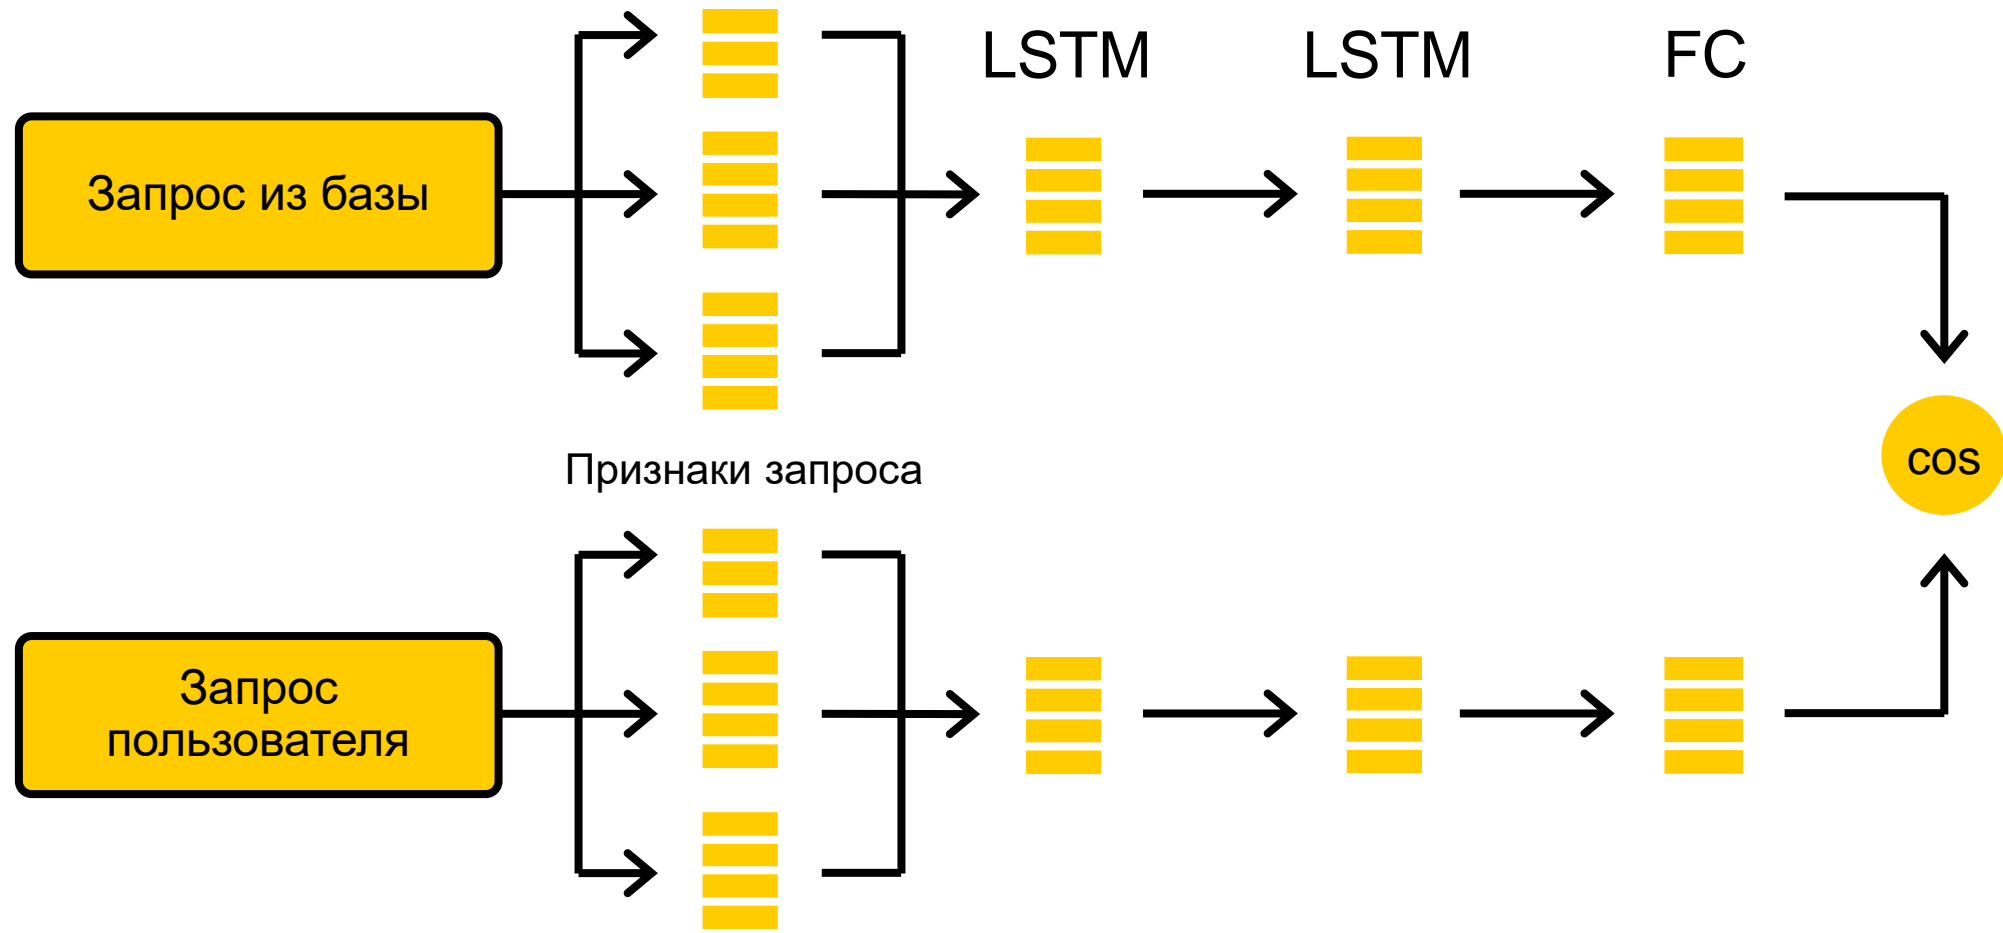 LSTM
LSTM
FC
Запрос из базы
Признаки запроса
cos
Запрос
пользователя